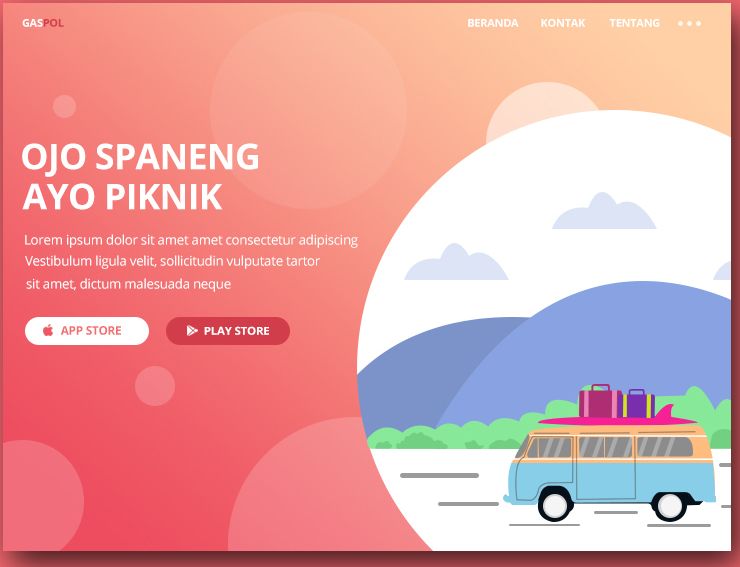 GASPOL
BERANDA KONTAK TENTANG
OJO SPANENG
AYO PIKNIK
Lorem ipsum dolor sit amet amet consectetur adipiscing
Vestibulum ligula velit, sollicitudin vulputate tartor
sit amet, dictum malesuada neque
APP STORE
PLAY STORE